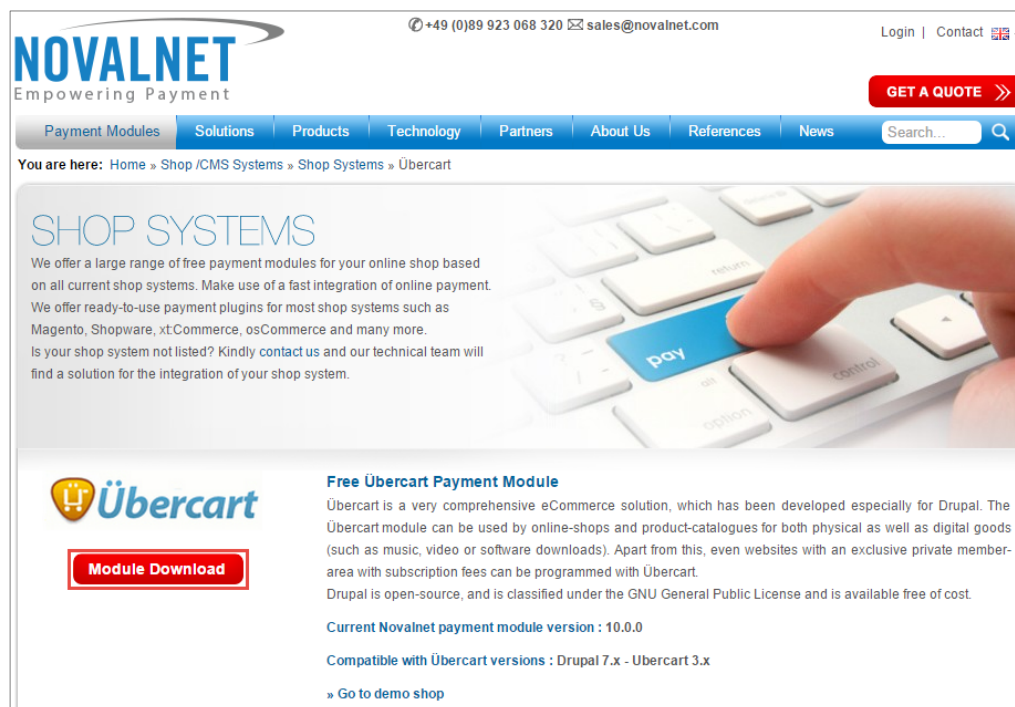 ✆ +49 (0)89 923 068 320 ✉ sales@novalnet.com
Login | Contact
NOVALNET
Empowering Payment
GET A QUOTE
Payment Modules Solutions Products Technology Partners About Us References News Search...
You are here: Home » Shop /CMS Systems » Shop Systems » Übercart
SHOP SYSTEMS
We offer a large range of free payment modules for your online shop based
on all current shop systems. Make use of a fast integration of online payment.
We offer ready-to-use payment plugins for most shop systems such as
Magento, Shopware, xt:Commerce, osCommerce and many more.
Is your shop system not listed? Kindly contact us and our technical team will
find a solution for the integration of your shop system.
return
§
pay
alt
control
option
Übercart
Module Download
Free Übercart Payment Module
Übercart is a very comprehensive eCommerce solution, which has been developed especially for Drupal. The
Übercart module can be used by online-shops and product-catalogues for both physical as well as digital goods
(such as music, video or software downloads). Apart from this, even websites with an exclusive private member-
area with subscription fees can be programmed with Übercart.
Drupal is open-source, and is classified under the GNU General Public License and is available free of cost.
Current Novalnet payment module version : 10.0.0
Compatible with Übercart versions : Drupal 7.x - Ubercart 3.x
» Go to demo shop